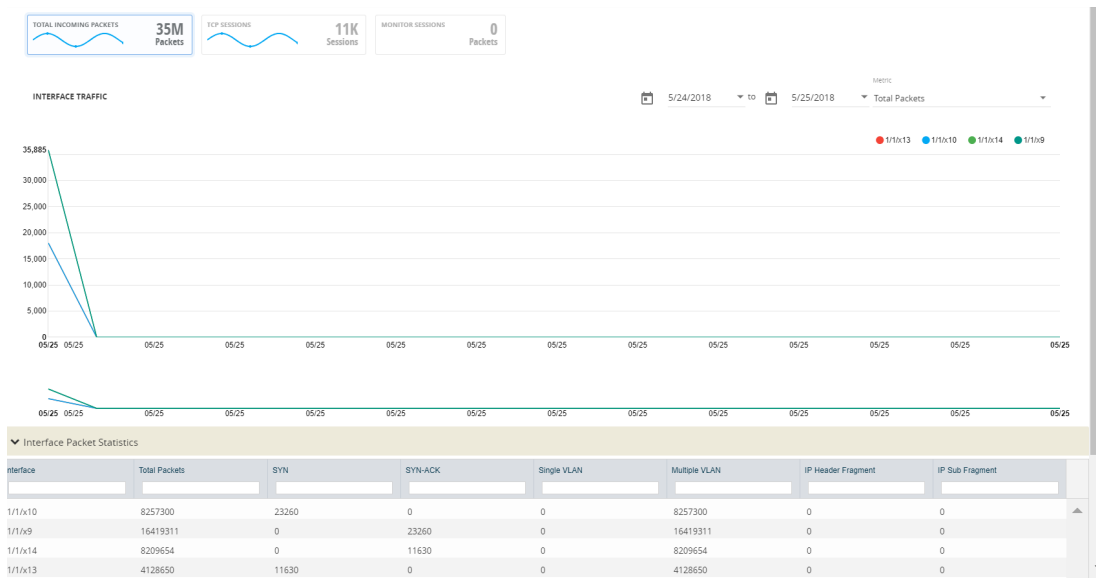 TOTAL INCOMING PACKETS 35M Packets
TCP SESSIONS 11K Sessions
MONITOR SESSIONS 0 Packets
Metric
INTERFACE TRAFFIC 5/24/2018 to 5/25/2018 Total Packets
1/1/x13 1/1/x10 1/1/x14 1/1/x9
35,885
30,000
25,000
20,000
15,000
10,000
5,000
0
05/25 05/25 05/25 05/25 05/25 05/25 05/25 05/25 05/25 05/25 05/25 05/25 05/25 05/25
05/25 05/25 05/25 05/25 05/25 05/25 05/25 05/25 05/25 05/25 05/25 05/25 05/25 05/25
Interface Packet Statistics
nterface Total Packets SYN SYN-ACK Single VLAN Multiple VLAN IP Header Fragment IP Sub Fragment
1/1/x10 8257300 23260 0 0 8257300 0 0
1/1/x9 16419311 0 23260 0 16419311 0 0
1/1/x14 8209654 0 11630 0 8209654 0 0
1/1/x13 4128650 11630 0 0 4128650 0 0